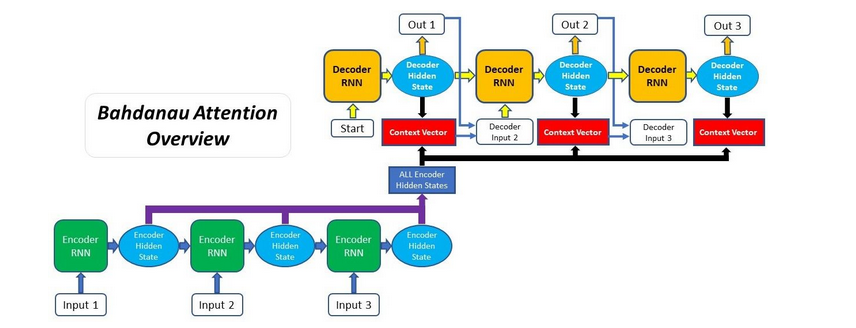 Out 1
Out 2
Out 3
Decoder
RNN
Decoder
Hidden
State
Decoder
RNN
Decoder
Hidden
State
Decoder
RNN
Decoder
Hidden
State
Bahdanau Attention
Overview
Start
Context Vector
Decoder
Input 2
Context Vector
Decoder
Input 3
Context Vector
ALL Encoder
Hidden States
Encoder
RNN
Encoder
Hidden
State
Encoder
RNN
Encoder
Hidden
State
Encoder
RNN
Encoder
Hidden
State
Input 1
Input 2
Input 3